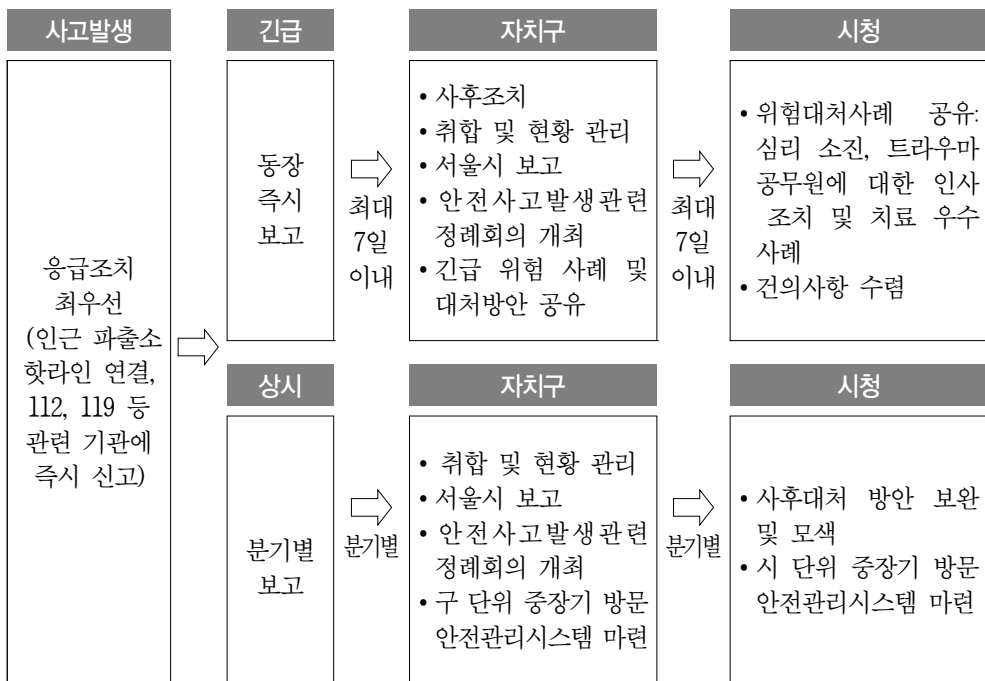 사고발생
응급조치
최우선
(인근 파출소
핫라인 연결,
112, 119 등
관련 기관에
즉시 신고)
긴급
동장
즉시
보고
최대
7일
이내
자치구
• 사후조치
• 취합 및 현황 관리
• 서울시 보고
• 안전사고발생관련
정례회의 개최
• 긴급 위험 사례 및
대처방안 공유
최대
7일
이내
시청
• 위험대처사례 공유:
심리 소진, 트라우마
공무원에 대한 인사
조치 및 치료 우수
사례
• 건의사항 수렴
상시
분기별
보고
분기별
자치구
• 취합 및 현황 관리
• 서울시 보고
• 안전사고발생관련
정례회의 개최
• 구 단위 중장기 방문
안전관리시스템 마련
분기별
시청
• 사후대처 방안 보완
및 모색
• 시 단위 중장기 방문
안전관리시스템 마련